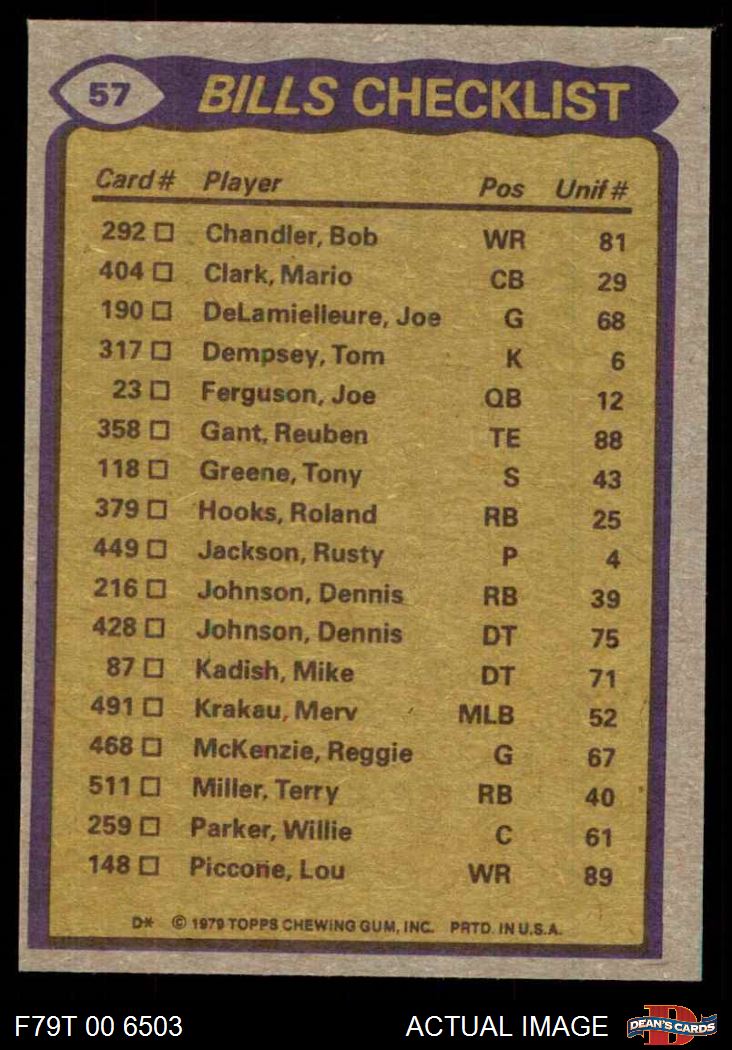 57 BILLS CHECKLIST
Card# Player Pos Unif#
292 Chandler, Bob WR 81
404 Clark, Mario CB 29
190 DeLamielleure, Joe G 68
317 Dempsey, Tom K 6
23 Ferguson, Joe QB 12
358 Gant, Reuben TE 88
118 Greene, Tony S 43
379 Hooks, Roland RB 25
449 Jackson, Rusty P 4
216 Johnson, Dennis RB 39
428 Johnson, Dennis DT 75
87 Kadish, Mike DT 71
491 Krakau, Merv MLB 52
468 McKenzie, Reggie G 67
511 Miller, Terry RB 40
259 Parker, Willie C 61
148 Piccone, Lou WR 89
D* © 1979 TOPPS CHEWING GUM, INC. PRTD. IN U.S.A.
F79T 00 6503 ACTUAL IMAGE D DEAN'S CARDS